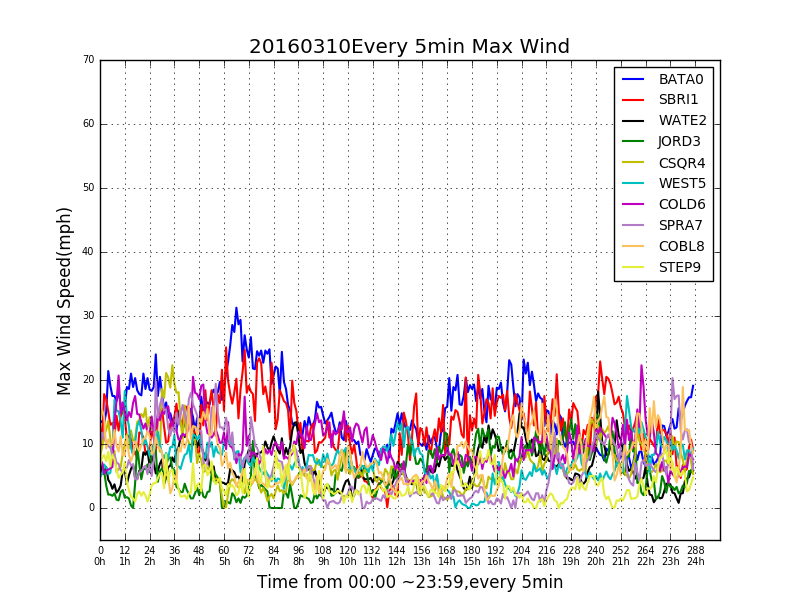 20160310Every 5min Max Wind
Max Wind Speed(mph)
70
60
50
40
30
20
10
0
BATA0
SBRI1
WATE2
JORD3
CSQR4
WEST5
COLD6
SPRA7
COBL8
STEP9
0 12 24 36 48 60 72 84 96 108 120 132 144 156 168 180 192 204 216 228 240 252 264 276 288
0h 1h 2h 3h 4h 5h 6h 7h 8h 9h 10h 11h 12h 13h 14h 15h 16h 17h 18h 19h 20h 21h 22h 23h 24h
Time from 00:00 ~23:59,every 5min